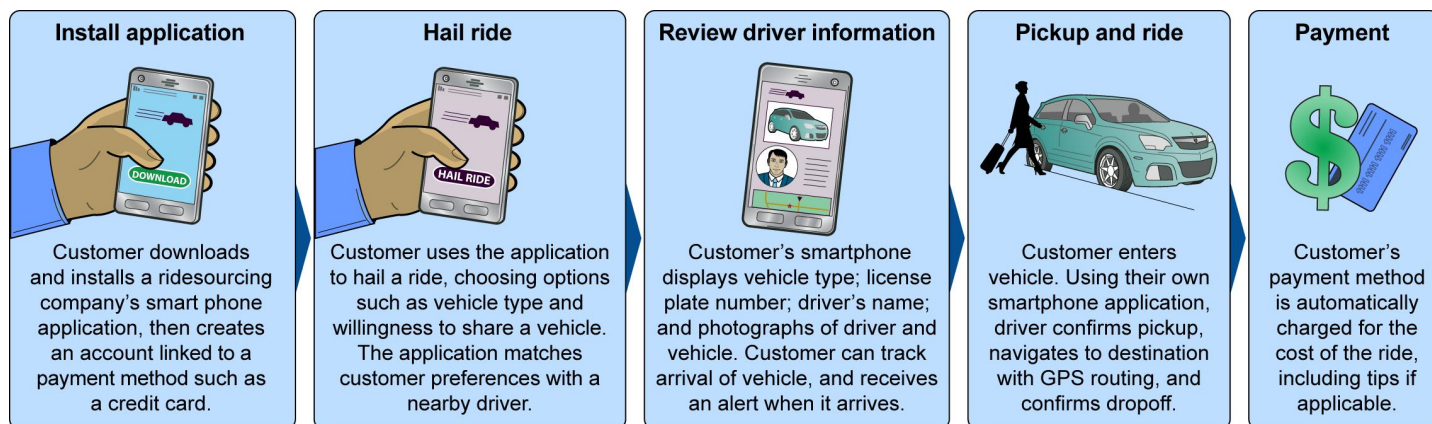 Install application
DOWNLOAD
Customer downloads
and installs a ridesourcing
company's smart phone
application, then creates
an account linked to a
payment method such as
a credit card.
Hail ride
HAIL RIDE
Customer uses the application
to hail a ride, choosing options
such as vehicle type and
willingness to share a vehicle.
The application matches
customer preferences with a
nearby driver.
Review driver information
Customer's smartphone
displays vehicle type; license
plate number; driver's name;
and photographs of driver and
vehicle. Customer can track
arrival of vehicle, and receives
an alert when it arrives.
Pickup and ride
Customer enters
vehicle. Using their own
smartphone application,
driver confirms pickup,
navigates to destination
with GPS routing, and
confirms dropoff.
Payment
$
Customer's
payment method
is automatically
charged for the
cost of the ride,
including tips if
applicable.